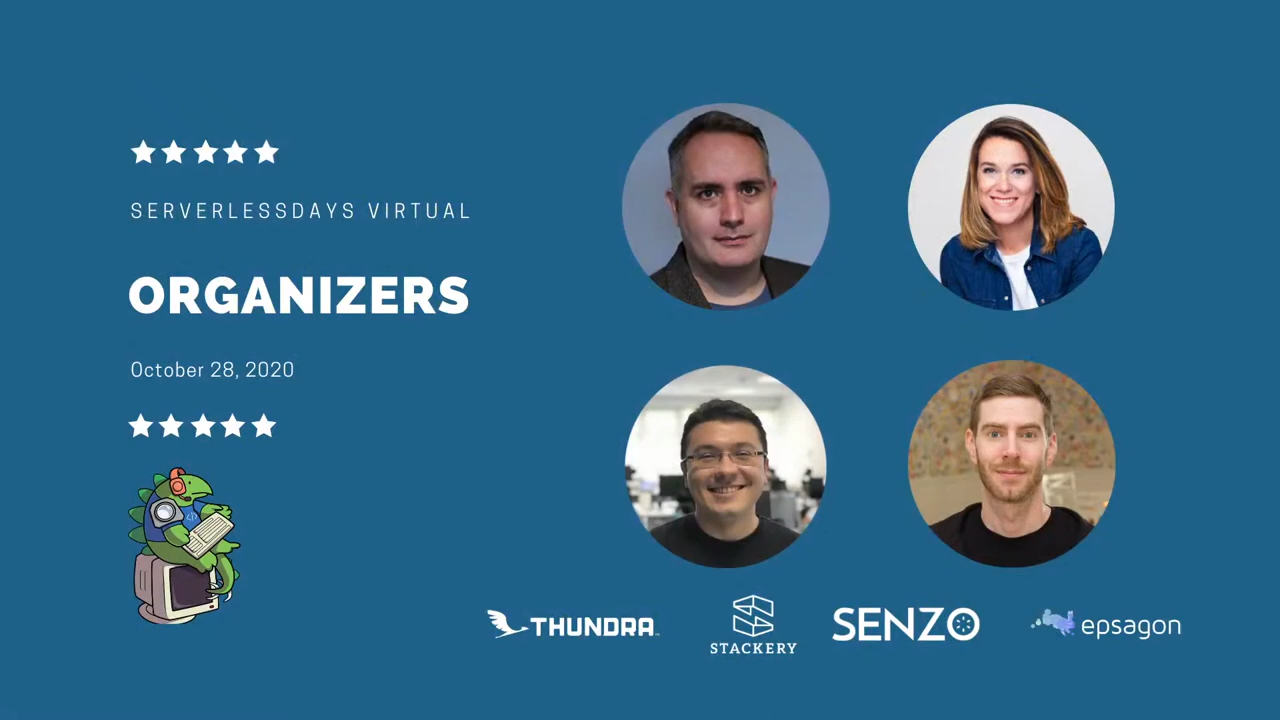 SERVERLESSDAYS VIRTUAL
ORGANIZERS
October 28, 2020
THUNDRA
STACKERY
SENZO
epsagon